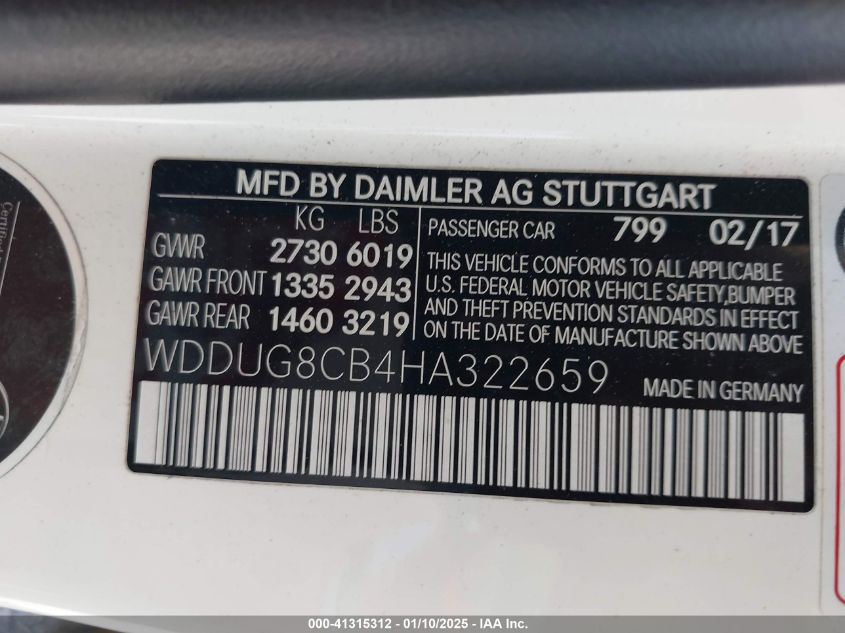 MFD BY DAIMLER AG STUTTGART
KG LBS
GVWR 2730 6019
GAWR FRONT 1335 2943
GAWR REAR 1460 3219
PASSENGER CAR 799 02/17
THIS VEHICLE CONFORMS TO ALL APPLICABLE
U.S. FEDERAL MOTOR VEHICLE SAFETY,BUMPER
AND THEFT PREVENTION STANDARDS IN EFFECT
ON THE DATE OF MANUFACTURE SHOWN ABOVE
WDDUG8CB4HA322659
MADE IN GERMANY
Certified
000-41315312 - 01/10/2025 - IAA Inc.